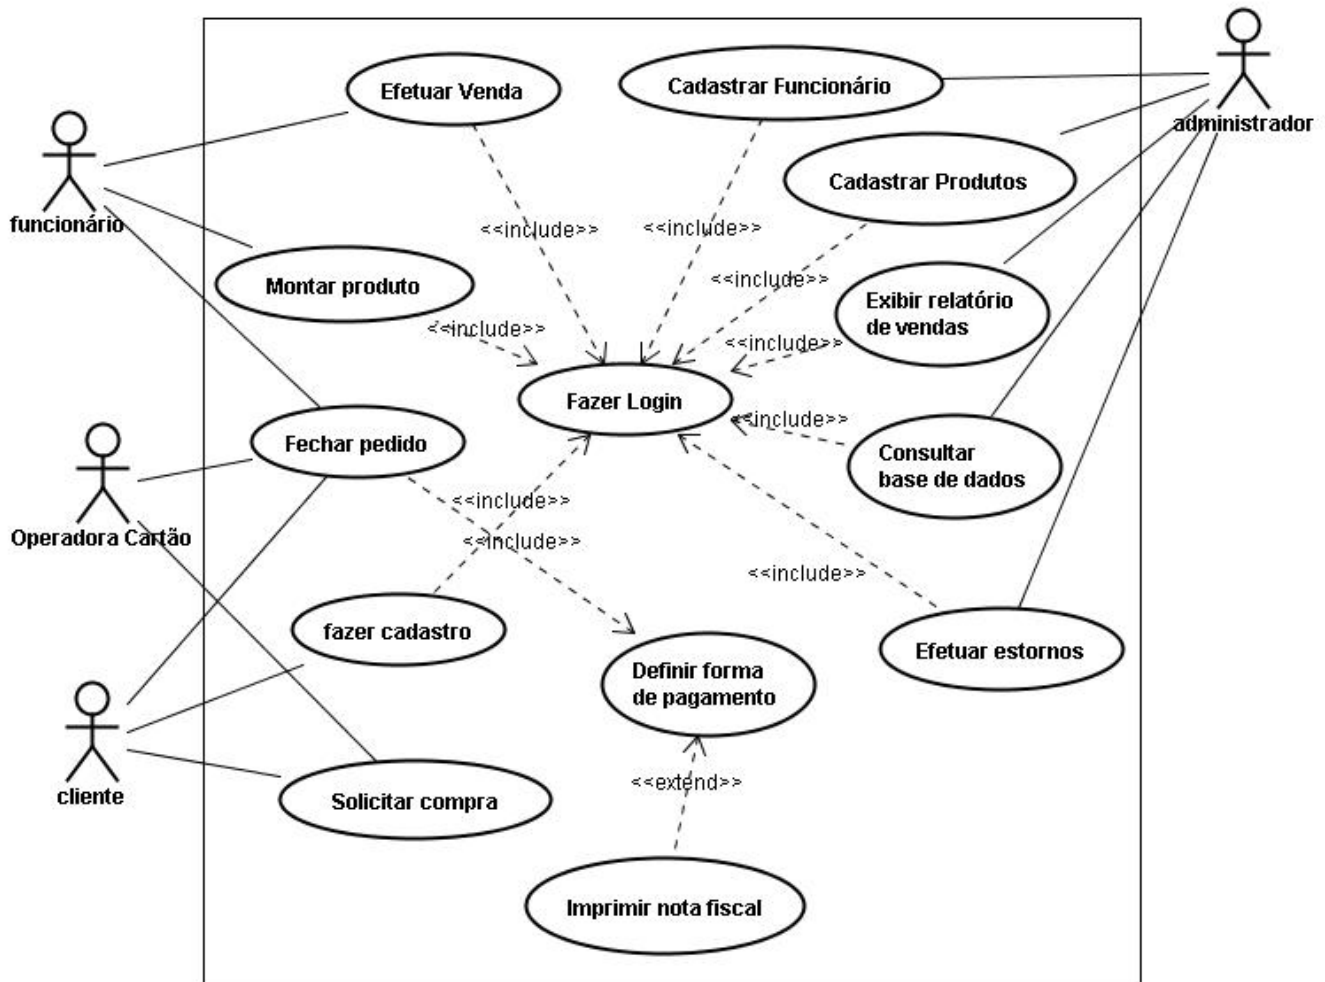 Efetuar Venda
Cadastrar Funcionário
administrador
Cadastrar Produtos
funcionário
<<include>>
<<include>>
Montar produto
<<include>>
Exibir relatório
de vendas
<<include>>
<<include>>
Fazer Login
<<include>>
Fechar pedido
Consultar
base de dados
<<include>>
Operadora Cartão
<<include>>
<<include>>
fazer cadastro
Efetuar estornos
Definir forma
de pagamento
<<extend>>
cliente
Solicitar compra
Imprimir nota fiscal